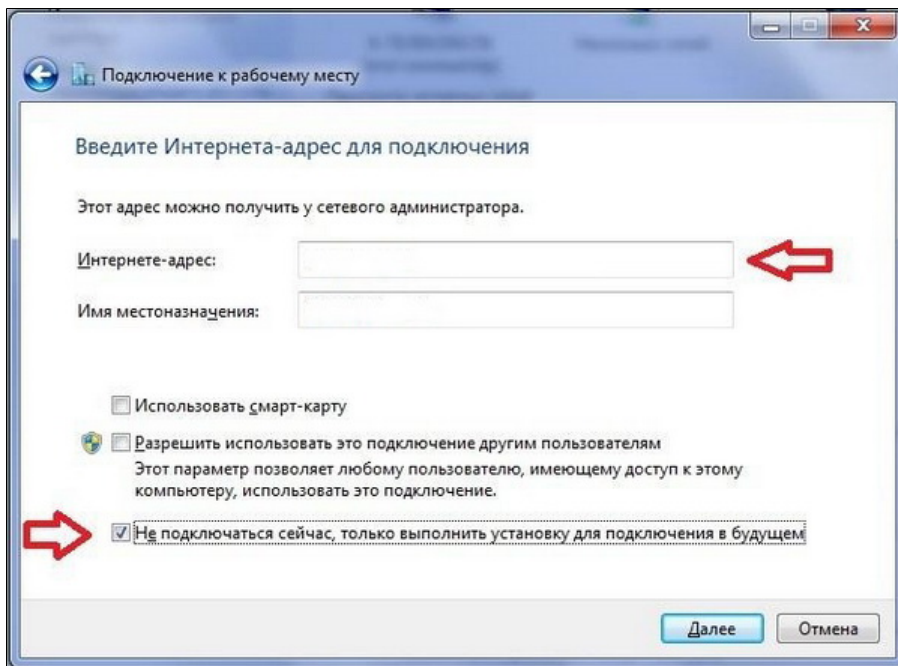 Подключение к рабочему месту
Введите Интернета-адрес для подключения
Этот адрес можно получить у сетевого администратора.
Интернете-адрес:
Имя местоназначения:
Использовать смарт-карту
Разрешить использовать это подключение другим пользователям
Этот параметр позволяет любому пользователю, имеющему доступ к этому
компьютеру, использовать это подключение.
Не подключаться сейчас, только выполнить установку для подключения в будущем
Далее
Отмена